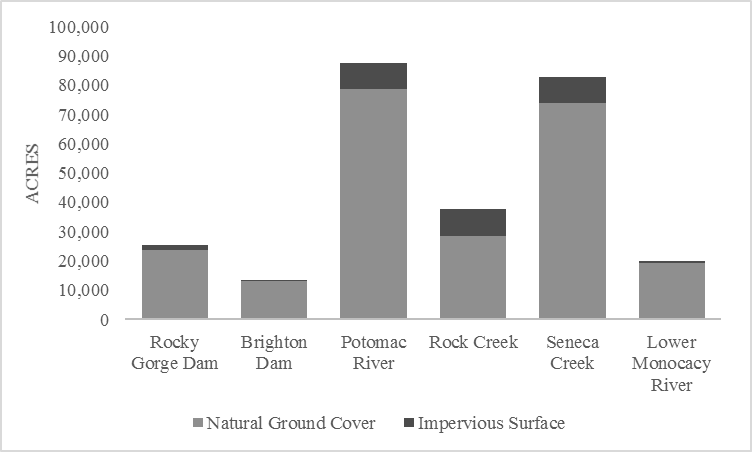 100,000
90,000
80,000
70,000
60,000
50,000
40,000
30,000
20,000
10,000
0
ACRES
Rocky
Gorge Dam
Brighton
Dam
Potomac
River
Rock Creek
Seneca
Creek
Lower
Monocacy
River
Natural Ground Cover
Impervious Surface